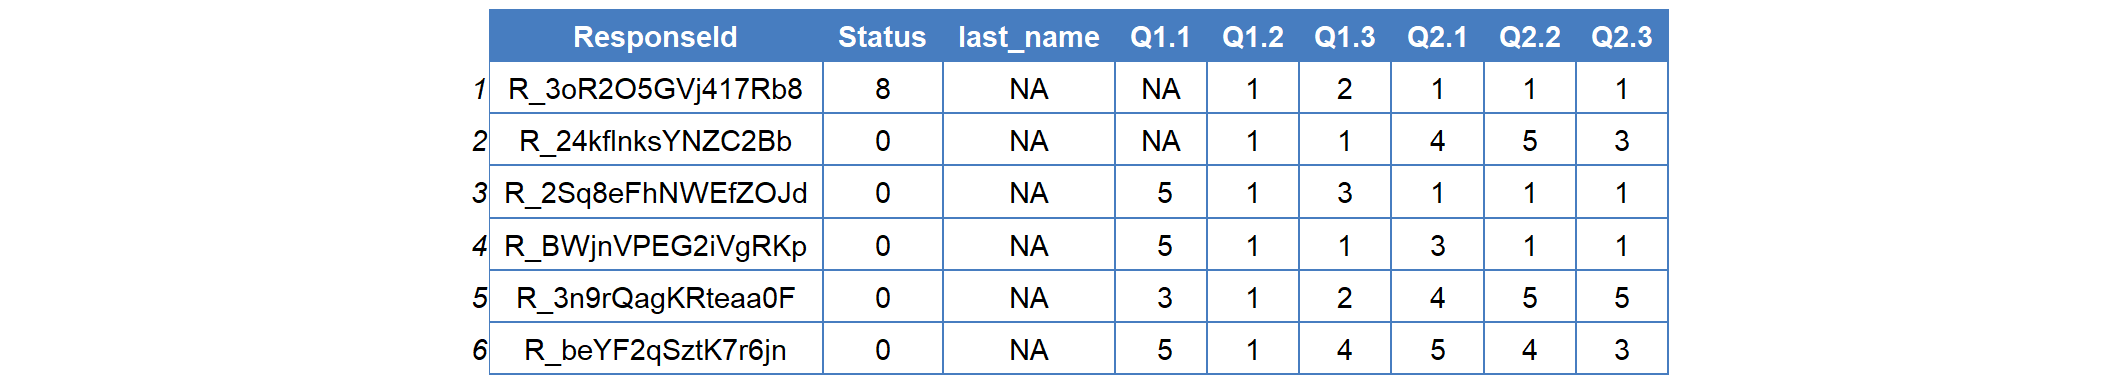 ResponseId Status last_name Q1.1 Q1.2 Q1.3 Q2.1 Q2.2 Q2.3
1 R_3oR2O5GVj417Rb8 8 NA NA 1 2 1 1 1
2 R_24kflnksYNZC2Bb 0 NA NA 1 1 4 5 3
3 R_2Sq8eFhNWEfZOJd 0 NA 5 1 3 1 1 1
4 R_BWjnVPEG2iVgRKp 0 NA 5 1 1 3 1 1
5 R_3n9rQagKRteaa0F 0 NA 3 1 2 4 5 5
6 R_beYF2qSztK7r6jn 0 NA 5 1 4 5 4 3